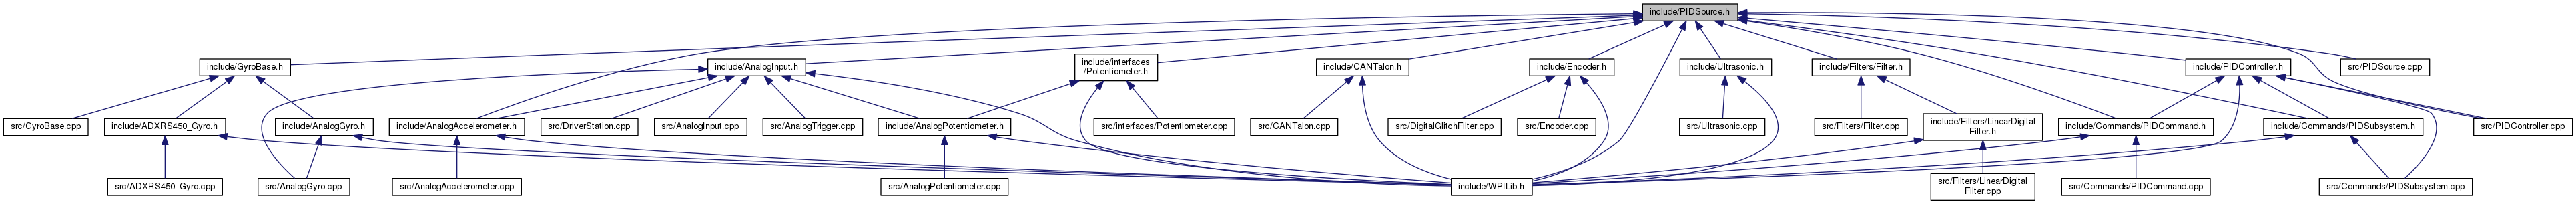 include/PIDSource.h
include/GyroBase.h
include/AnalogInput.h
include/interfaces
/Potentiometer.h
include/CANTalon.h
include/Encoder.h
include/Ultrasonic.h
include/Filters/Filter.h
include/PIDController.h
src/PIDSource.cpp
src/GyroBase.cpp
include/ADXRS450_Gyro.h
include/AnalogGyro.h
include/AnalogAccelerometer.h
src/DriverStation.cpp
src/AnalogInput.cpp
src/AnalogTrigger.cpp
include/AnalogPotentiometer.h
src/interfaces/Potentiometer.cpp
src/CANTalon.cpp
src/DigitalGlitchFilter.cpp
src/Encoder.cpp
src/Ultrasonic.cpp
src/Filters/Filter.cpp
include/Filters/LinearDigital
Filter.h
include/Commands/PIDCommand.h
include/Commands/PIDSubsystem.h
src/PIDController.cpp
src/ADXRS450_Gyro.cpp
src/AnalogGyro.cpp
src/AnalogAccelerometer.cpp
src/AnalogPotentiometer.cpp
include/WPILib.h
src/Filters/LinearDigital
Filter.cpp
src/Commands/PIDCommand.cpp
src/Commands/PIDSubsystem.cpp